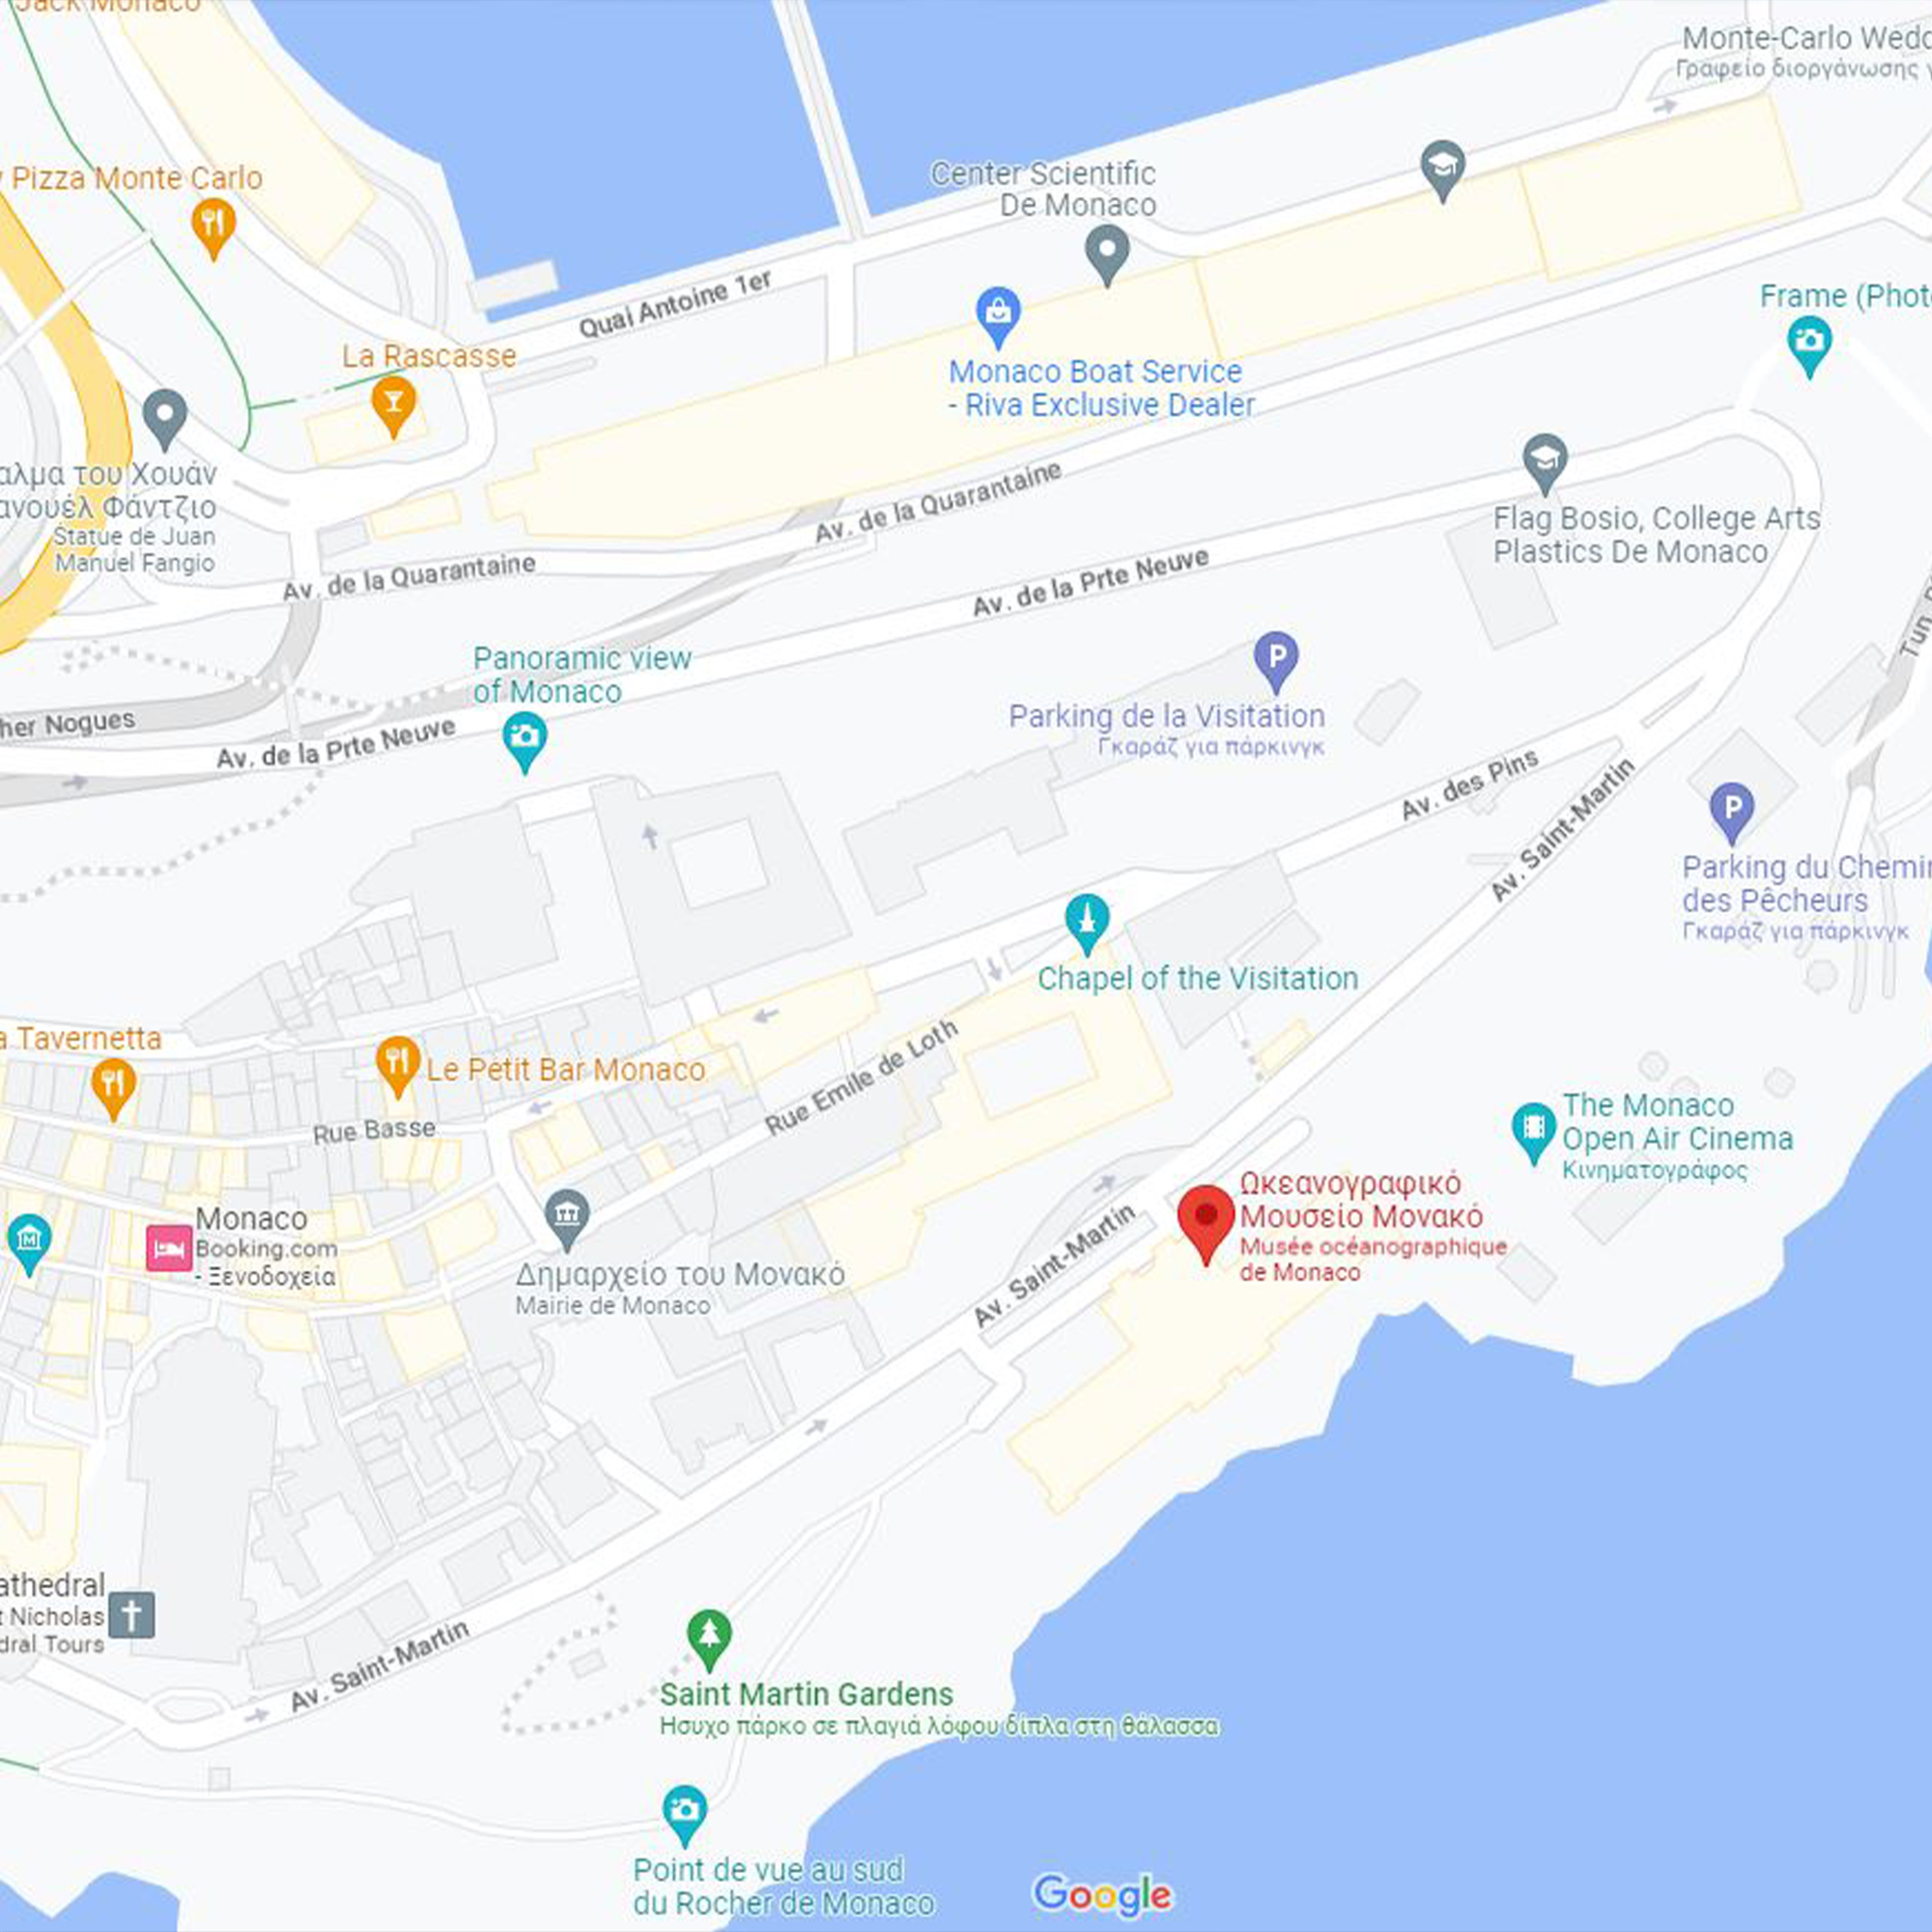 Jack Monaco
Monte-Carlo Wedd
Γραφείο διοργάνωσης γ
Pizza Monte Carlo
Center Scientific
De Monaco
Quai Antoine 1er
Frame (Phot
La Rascasse
Monaco Boat Service
- Riva Exclusive Dealer
αλμα του Χουάν
ανουέλ Φάντζιο
Statue de Juan
Manuel Fangio
Av. de la Quarantaine
Av. de la Quarantaine
Flag Bosio, College Arts
Plastics De Monaco
Av. de la Prte Neuve
Tun.
Panoramic view
of Monaco
P
Parking de la Visitation
Γκαράζ για πάρκινγκ
her Nogues
Av. de la Prte Neuve
Av. des Pins
Av. Saint-Martin
P
Parking du Chemin
des Pêcheurs
Γκαράζ για πάρκινγκ
Chapel of the Visitation
a Tavernetta
Le Petit Bar Monaco
Rue Emile de Loth
Rue Basse
The Monaco
Open Air Cinema
Κινηματογράφος
Ωκεανογραφικό
Μουσείο Μονακό
Musée océanographique
de Monaco
M
Monaco
Booking.com
- Ξενοδοχεία
Δημαρχείο του Μονακό
Mairie de Monaco
Av. Saint-Martin
athedral
t Nicholas
dral Tours
Av. Saint-Martin
Saint Martin Gardens
Ησυχο πάρκο σε πλαγιά λόφου δίπλα στη θάλασσα
Point de vue au sud
du Rocher de Monaco
Google